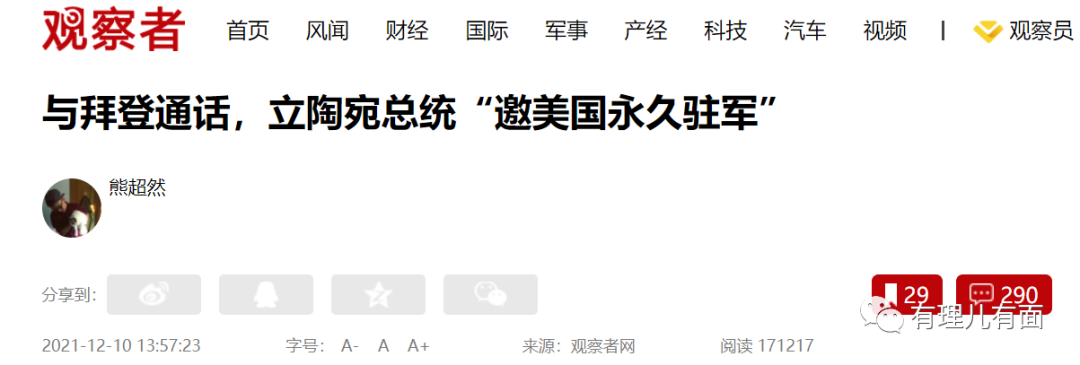 观察者 首页 风闻 财经 国际 军事 产经 科技 汽车 视频 | 观察员
与拜登通话，立陶宛总统“邀美国永久驻军”
熊超然
分享到: 29 290
有理儿有面
2021-12-10 13:57:23 字号： A- A A+ 来源：观察者网 阅读 171217